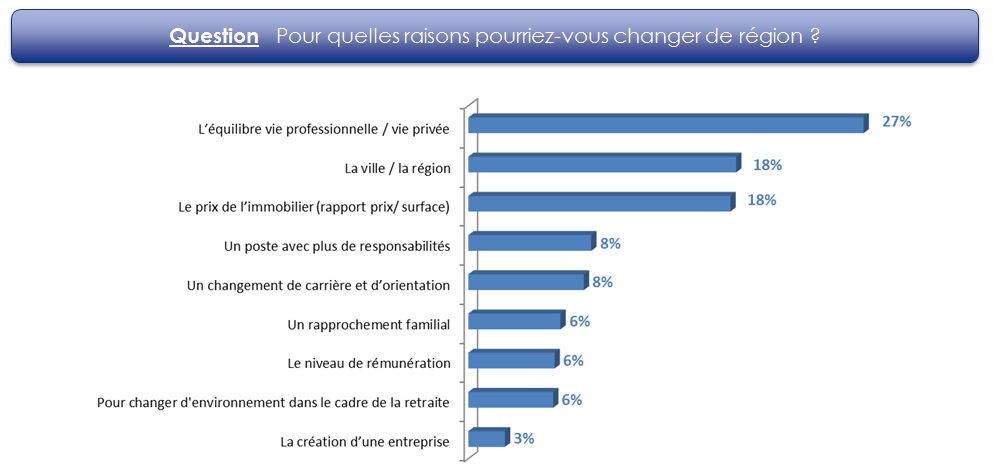 Question Pour quelles raisons pourriez-vous changer de région ?
L’équilibre vie professionnelle / vie privée 27%
La ville / la région 18%
Le prix de l’immobilier (rapport prix/ surface) 18%
Un poste avec plus de responsabilités 8%
Un changement de carrière et d’orientation 8%
Un rapprochement familial 6%
Le niveau de rémunération 6%
Pour changer d'environnement dans le cadre de la retraite 6%
La création d’une entreprise 3%